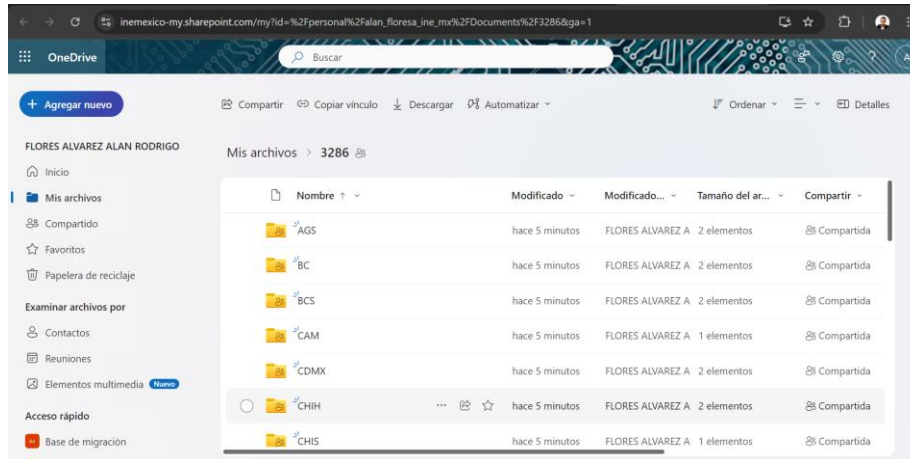 inemexico-my.sharepoint.com/my?id=%2Fpersonal%2Falan_floresa_ine_mx%2FDocuments%2F3286&ga=1
OneDrive
Buscar
+ Agregar nuevo
Compartir Copiar vínculo Descargar Automatizar Ordenar Detalles
FLORES ALVAREZ ALAN RODRIGO
Mis archivos > 3286
Inicio
Mis archivos
Compartido
Favoritos
Papelera de reciclaje
Examinar archivos por
Contactos
Reuniones
Elementos multimedia Nuevo
Acceso rápido
Base de migración
Nombre Modificado Modificado... Tamaño del ar... Compartir
AGS hace 5 minutos FLORES ALVAREZ A 2 elementos Compartida
BC hace 5 minutos FLORES ALVAREZ A 2 elementos Compartida
BCS hace 5 minutos FLORES ALVAREZ A 2 elementos Compartida
CAM hace 5 minutos FLORES ALVAREZ A 1 elementos Compartida
CDMX hace 5 minutos FLORES ALVAREZ A 2 elementos Compartida
CHIH hace 5 minutos FLORES ALVAREZ A 2 elementos Compartida
CHIS hace 5 minutos FLORES ALVAREZ A 1 elementos Compartida